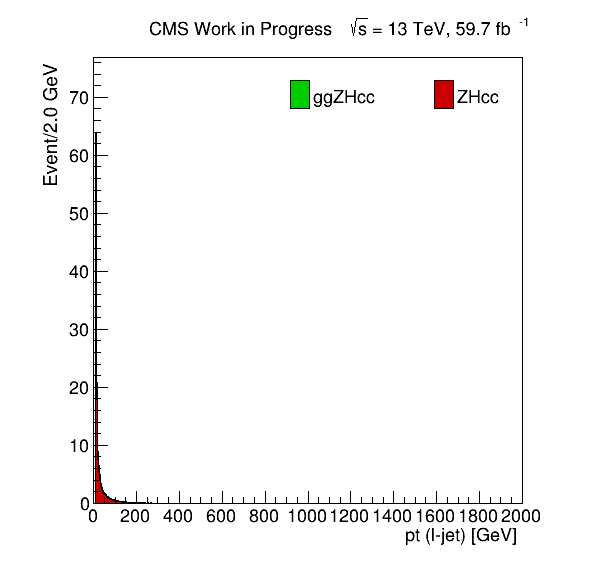 CMS Work in Progress √s = 13 TeV, 59.7 fb -1
Event/2.0 GeV
ggZHcc ZHcc
70
60
50
40
30
20
10
0
0 200 400 600 800 1000 1200 1400 1600 1800 2000
pt (l-jet) [GeV]